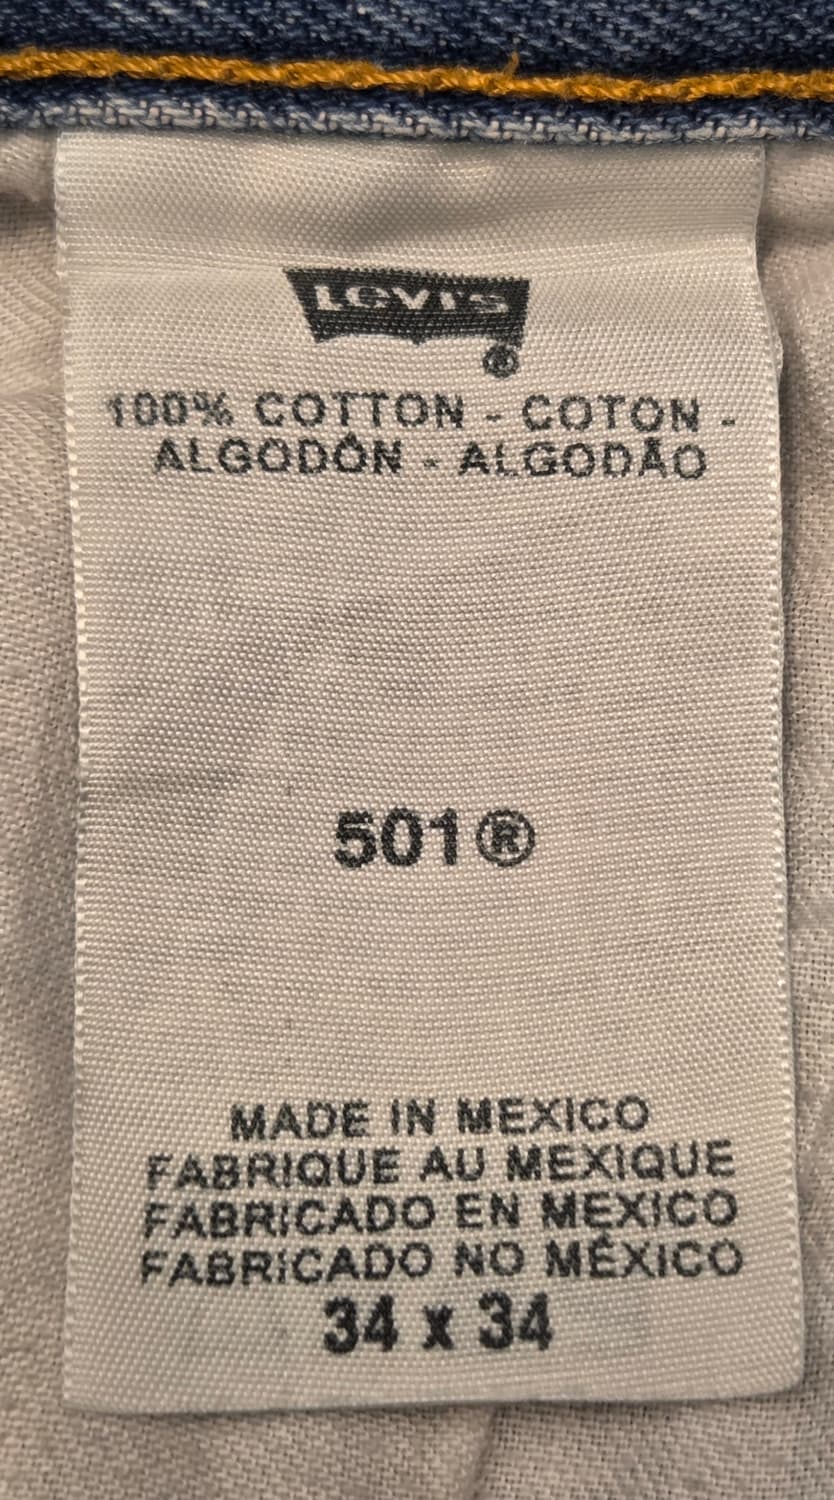 Levi's
®
100% COTTON - COTON -
ALGODÓN - ALGODÃO
501®
MADE IN MEXICO
FABRIQUE AU MEXIQUE
FABRICADO EN MEXICO
FABRICADO NO MÉXICO
34 x 34